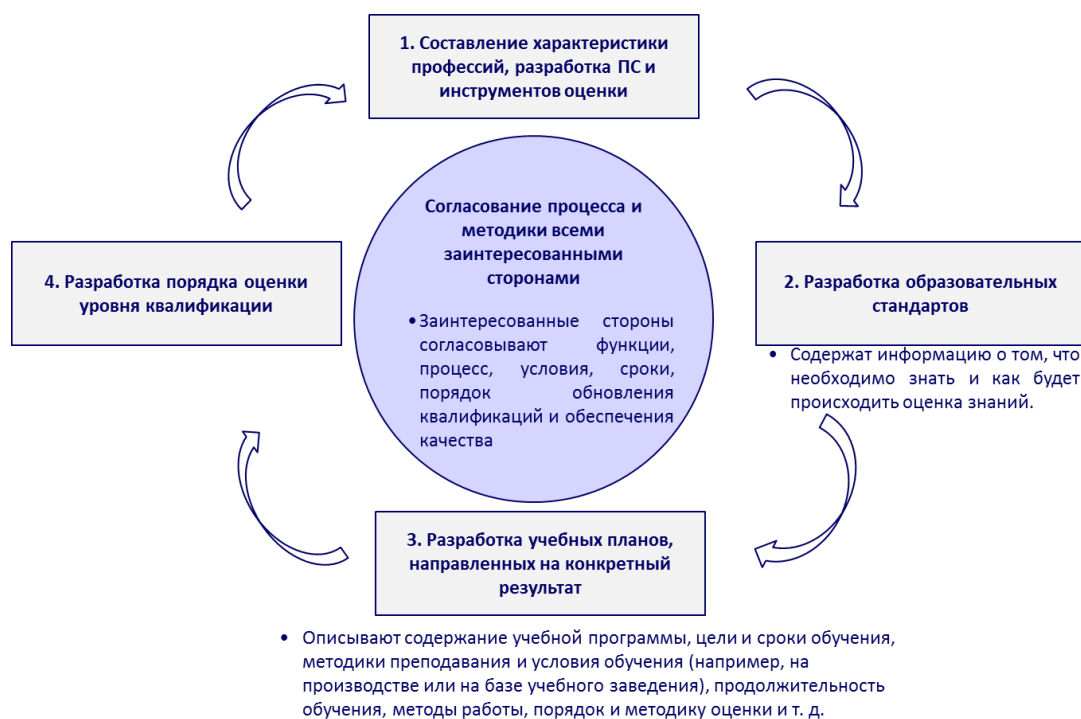 1. Составление характеристики
профессий, разработка ПС и
инструментов оценки
Согласование процесса и
методики всеми
заинтересованными
сторонами
• Заинтересованные стороны
согласовывают функции,
процесс, условия, сроки,
порядок обновления
квалификаций и обеспечения
качества
4. Разработка порядка оценки
уровня квалификации
2. Разработка образовательных
стандартов
• Содержат информацию о том, что
необходимо знать и как будет
происходить оценка знаний.
3. Разработка учебных планов,
направленных на конкретный
результат
• Описывают содержание учебной программы, цели и сроки обучения,
методики преподавания и условия обучения (например, на
производстве или на базе учебного заведения), продолжительность
обучения, методы работы, порядок и методику оценки и т. д.